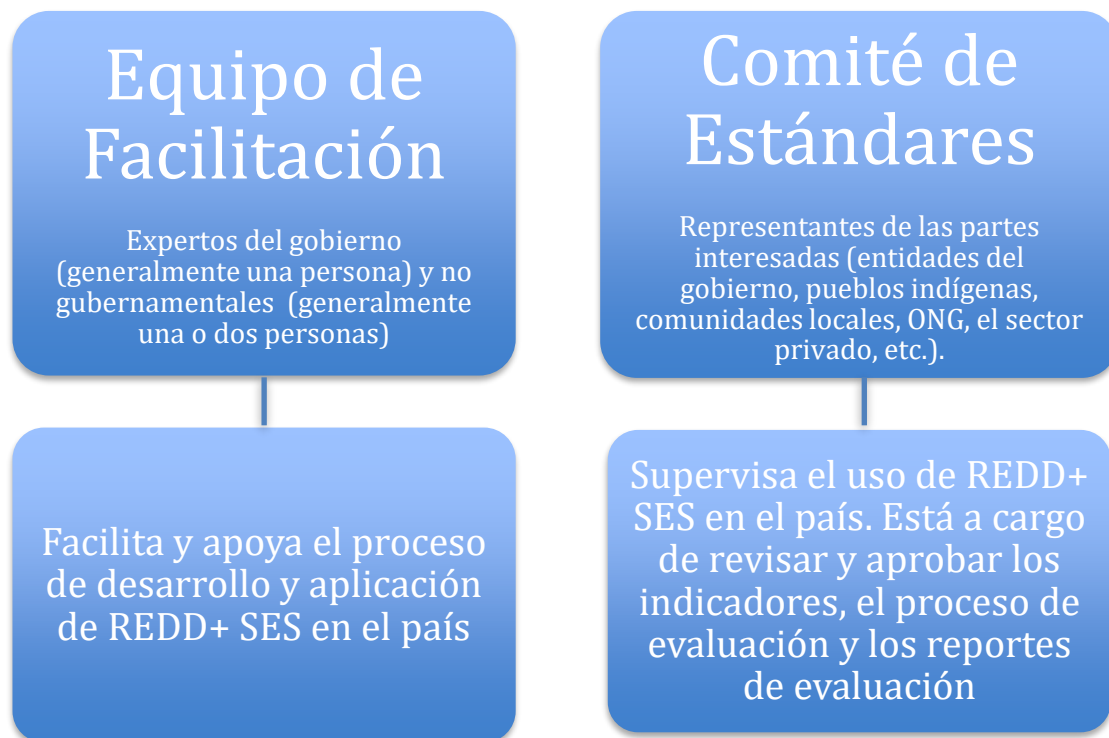 Equipo de
Facilitación
Expertos del gobierno
(generalmente una persona) y no
gubernamentales (generalmente
una o dos personas)
Facilita y apoya el proceso
de desarrollo y aplicación
de REDD+ SES en el país
Comité de
Estándares
Representantes de las partes
interesadas (entidades del
gobierno, pueblos indígenas,
comunidades locales, ONG, el sector
privado, etc.).
Supervisa el uso de REDD+
SES en el país. Está a cargo
de revisar y aprobar los
indicadores, el proceso de
evaluación y los reportes
de evaluación